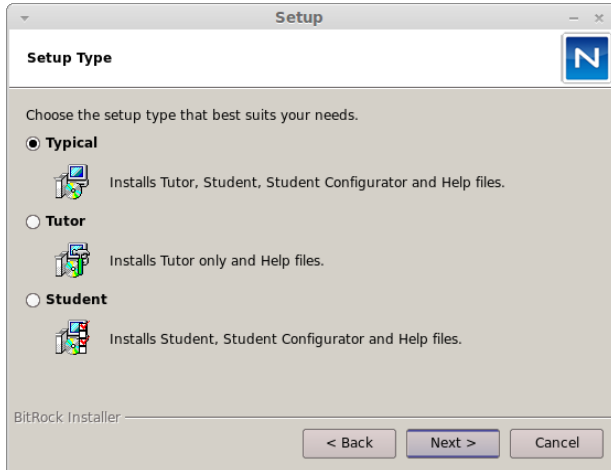 Setup
Setup Type
N
Choose the setup type that best suits your needs.
Typical
Installs Tutor, Student, Student Configurator and Help files.
Tutor
Installs Tutor only and Help files.
Student
Installs Student, Student Configurator and Help files.
BitRock Installer
< Back Next > Cancel